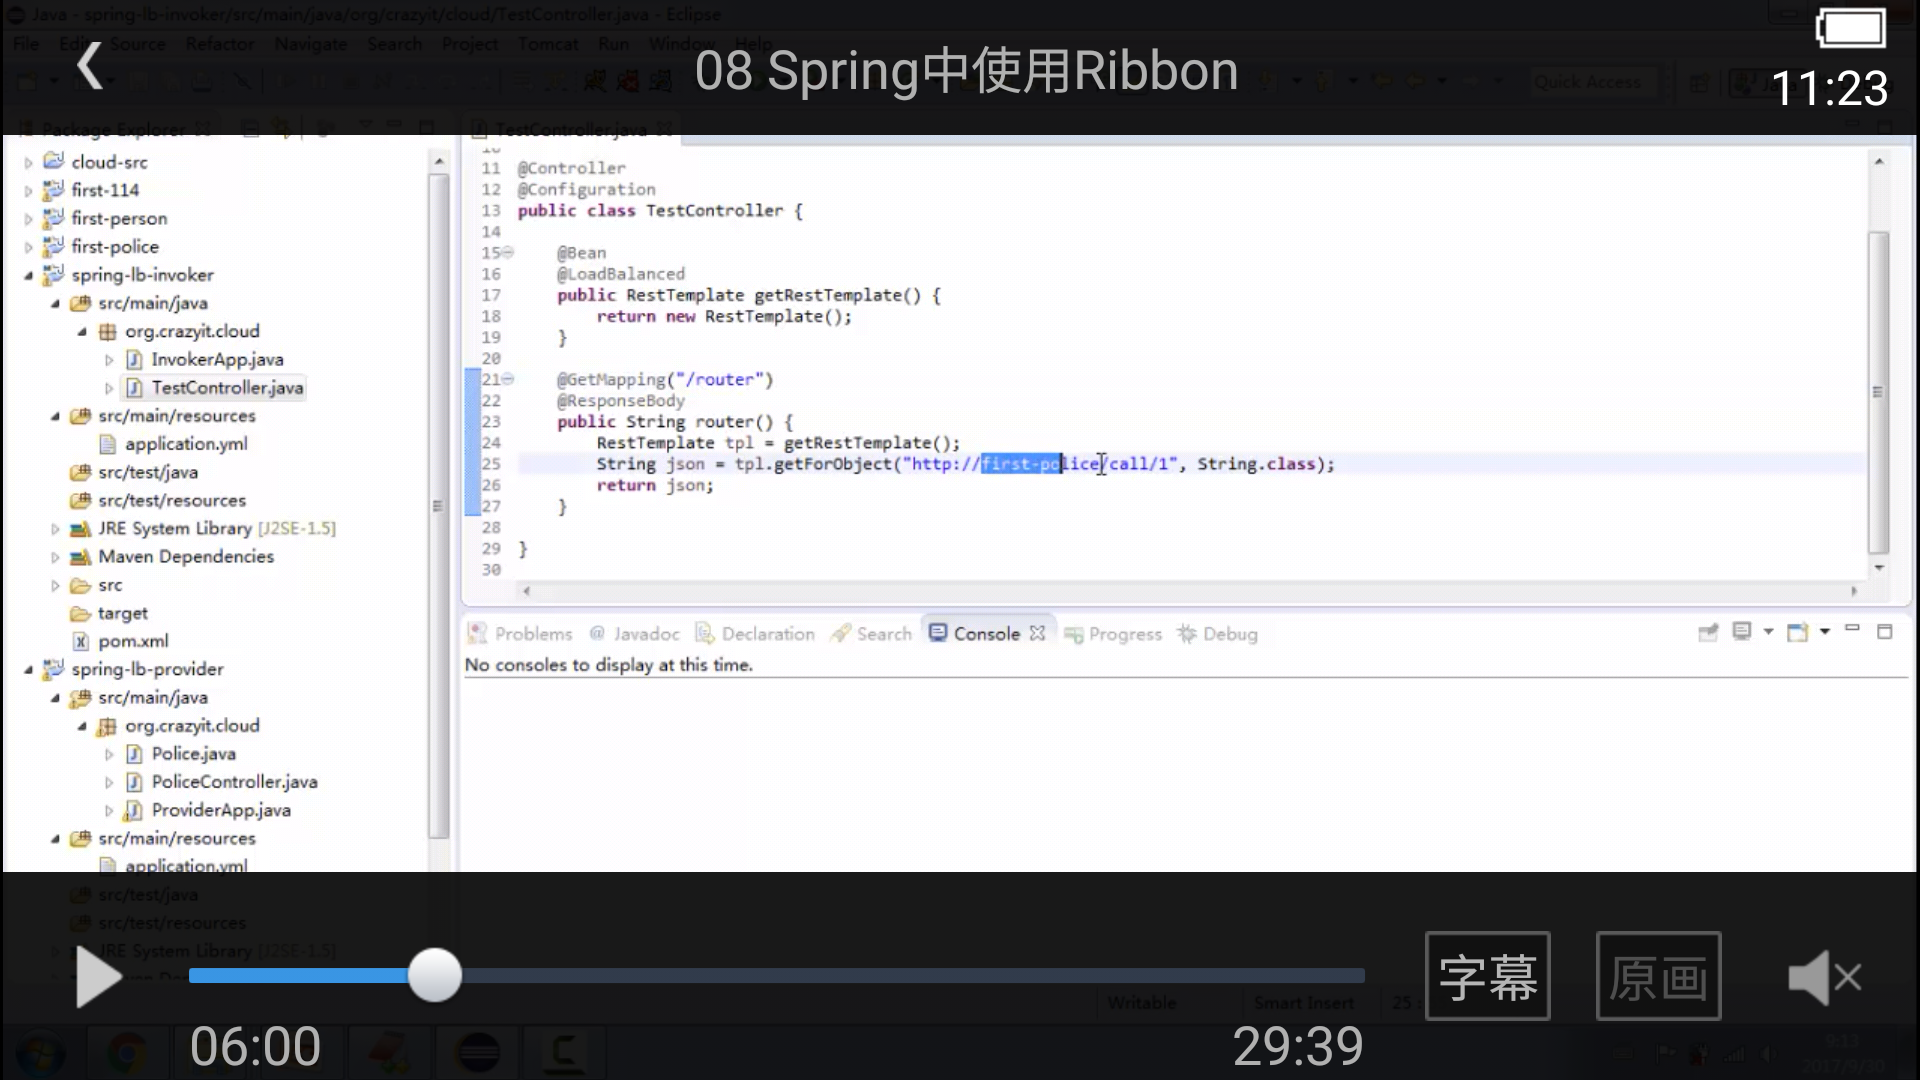 Java - spring-lb-invoker/src/main/java/org/crazyit/cloud/TestController.java - Eclipse
File Edit Source Refactor Navigate Search Project Tomcat Run Window Help
08 Spring中使用Ribbon
11:23
Quick Access
Package Explorer
TestController.java
cloud-src
first-114
first-person
first-police
spring-lb-invoker
src/main/java
org.crazyit.cloud
InvokerApp.java
TestController.java
src/main/resources
application.yml
src/test/java
src/test/resources
JRE System Library [J2SE-1.5]
Maven Dependencies
src
target
pom.xml
spring-lb-provider
src/main/java
org.crazyit.cloud
Police.java
PoliceController.java
ProviderApp.java
src/main/resources
application.yml
src/test/java
src/test/resources
JRE System Library [J2SE-1.5]
10
11 @Controller
12 @Configuration
13 public class TestController {
14
15 @Bean
16 @LoadBalanced
17 public RestTemplate getRestTemplate() {
18 return new RestTemplate();
19 }
20
21 @GetMapping("/router")
22 @ResponseBody
23 public String router() {
24 RestTemplate tpl = getRestTemplate();
25 String json = tpl.getForObject("http://first-police/call/1", String.class);
26 return json;
27 }
28
29 }
30
Problems @ Javadoc Declaration Search Console Progress Debug
No consoles to display at this time.
字幕
原画
Writable
Smart Insert
25 :
06:00
29:39
9:13
2017/9/30